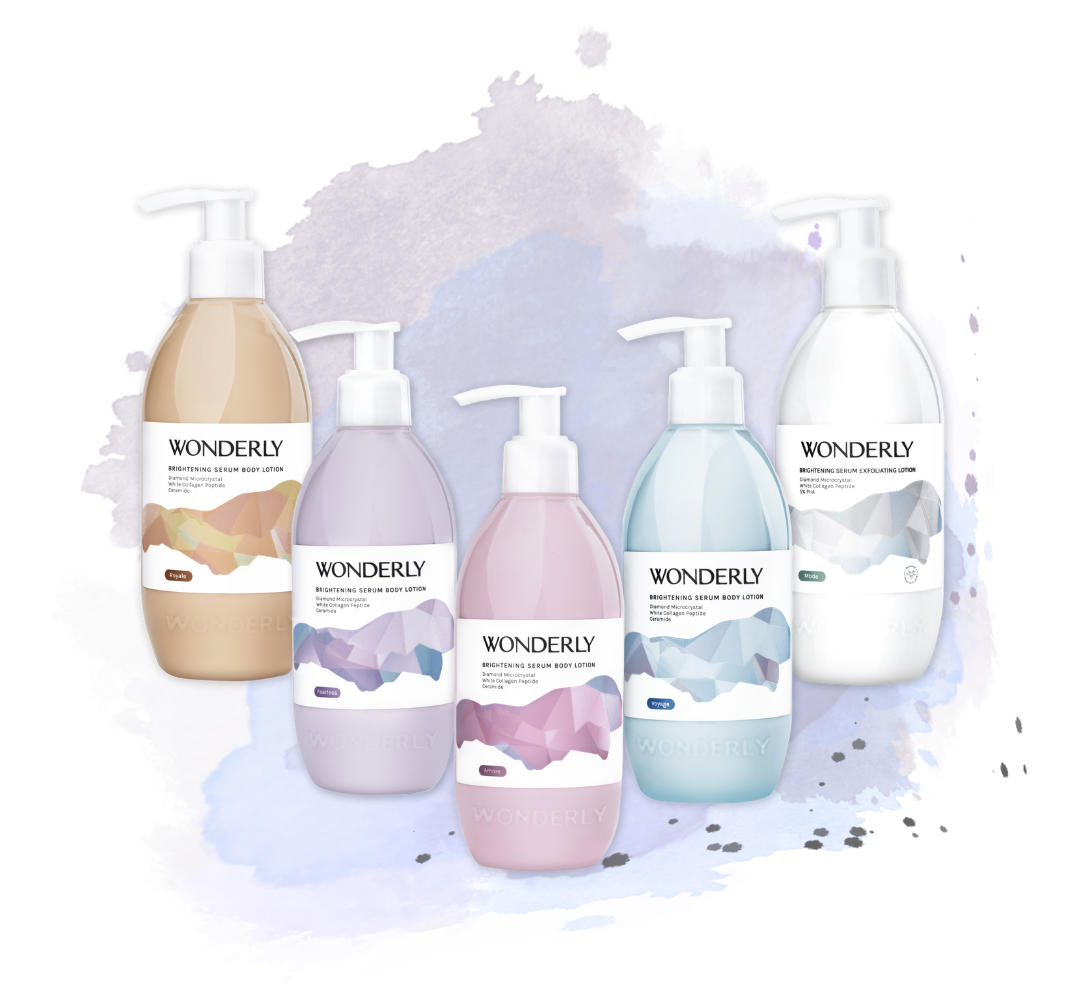 WONDERLY
BRIGHTENING SERUM BODY LOTION
Diamond Microcrystal
White Collagen Peptide
Ceramide
Royale
WONDERLY
WONDERLY
BRIGHTENING SERUM BODY LOTION
Diamond Microcrystal
White Collagen Peptide
Ceramide
Fearless
WONDERLY
WONDERLY
BRIGHTENING SERUM BODY LOTION
Diamond Microcrystal
White Collagen Peptide
Ceramide
Amore
WONDERLY
WONDERLY
BRIGHTENING SERUM BODY LOTION
Diamond Microcrystal
White Collagen Peptide
Ceramide
Voyage
WONDERLY
WONDERLY
BRIGHTENING SERUM EXFOLIATING LOTION
Diamond Microcrystal
White Collagen Peptide
5% PHA
Mode
WONDERLY